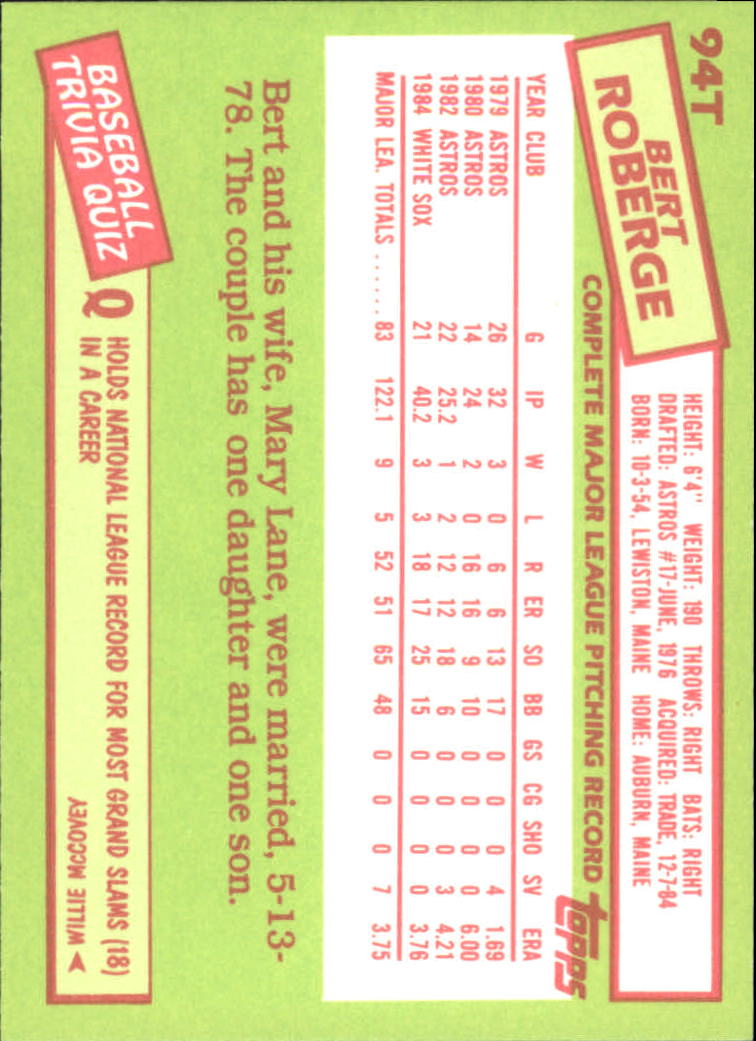 94T
BERT
ROBERGE
HEIGHT: 6'4" WEIGHT: 190 THROWS: RIGHT BATS: RIGHT
DRAFTED: ASTROS #17-JUNE, 1976 ACQUIRED: TRADE, 12-7-84
BORN: 10-3-54, LEWISTON, MAINE HOME: AUBURN, MAINE
COMPLETE MAJOR LEAGUE PITCHING RECORD topps
YEAR CLUB G IP W L R ER SO BB GS CG SHO SV ERA
1979 ASTROS 26 32 3 0 6 6 13 17 0 0 0 4 1.69
1980 ASTROS 14 24 2 0 16 16 9 10 0 0 0 0 6.00
1982 ASTROS 22 25.2 1 2 12 12 18 6 0 0 0 3 4.21
1984 WHITE SOX 21 40.2 3 3 18 17 25 15 0 0 0 0 3.76
MAJOR LEA. TOTALS ...... 83 122.1 9 5 52 51 65 48 0 0 0 7 3.75
Bert and his wife, Mary Lane, were married, 5-13-
78. The couple has one daughter and one son.
BASEBALL
TRIVIA QUIZ
Q HOLDS NATIONAL LEAGUE RECORD FOR MOST GRAND SLAMS (18)
IN A CAREER
WILLIE MCCOVEY